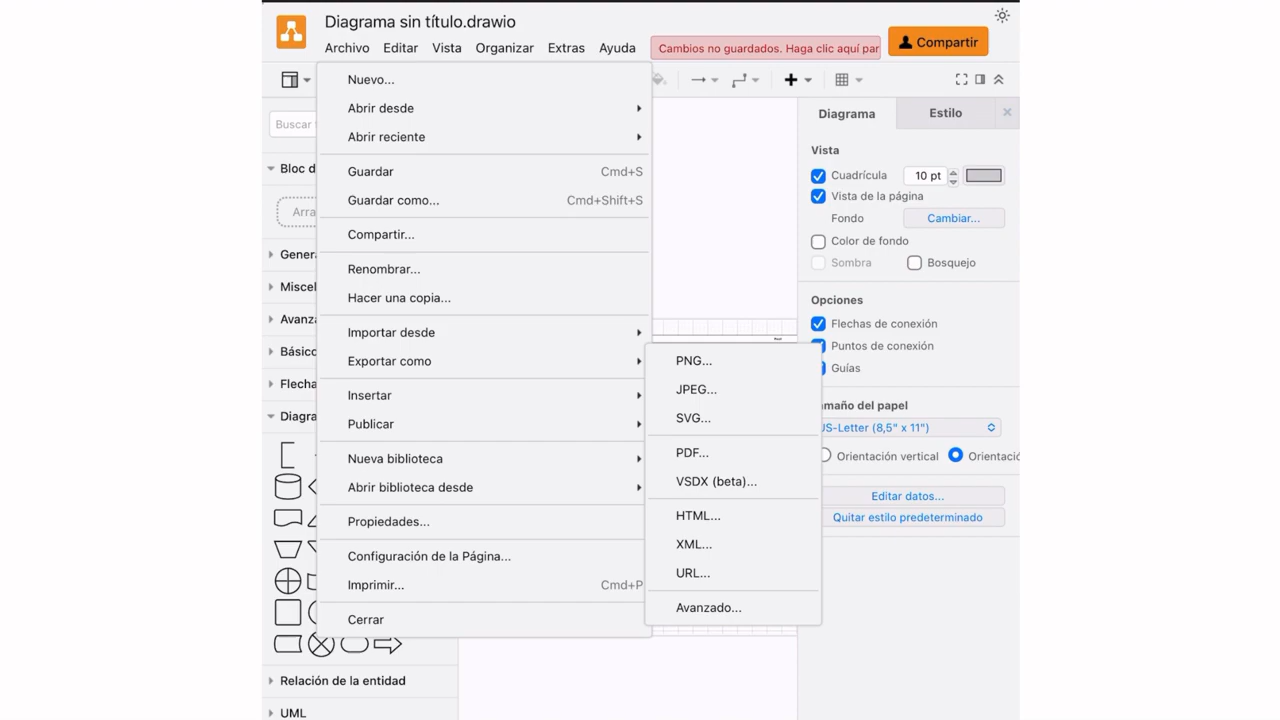 Diagrama sin título.drawio
Archivo Editar Vista Organizar Extras Ayuda
Cambios no guardados. Haga clic aquí par
Compartir
Nuevo...
Abrir desde
Abrir reciente
Guardar Cmd+S
Guardar como... Cmd+Shift+S
Compartir...
Renombrar...
Hacer una copia...
Importar desde
Exportar como
Insertar
Publicar
Nueva biblioteca
Abrir biblioteca desde
Propiedades...
Configuración de la Página...
Imprimir... Cmd+P
Cerrar
PNG...
JPEG...
SVG...
PDF...
VSDX (beta)...
HTML...
XML...
URL...
Avanzado...
Buscar
Bloc d
Arra
Genera
Miscel
Avanza
Básico
Flecha
Diagra
Relación de la entidad
UML
Diagrama Estilo
Vista
Cuadrícula 10 pt
Vista de la página
Fondo Cambiar...
Color de fondo
Sombra Bosquejo
Opciones
Flechas de conexión
Puntos de conexión
Guías
amaño del papel
US-Letter (8,5" x 11")
Orientación vertical Orientació
Editar datos...
Quitar estilo predeterminado